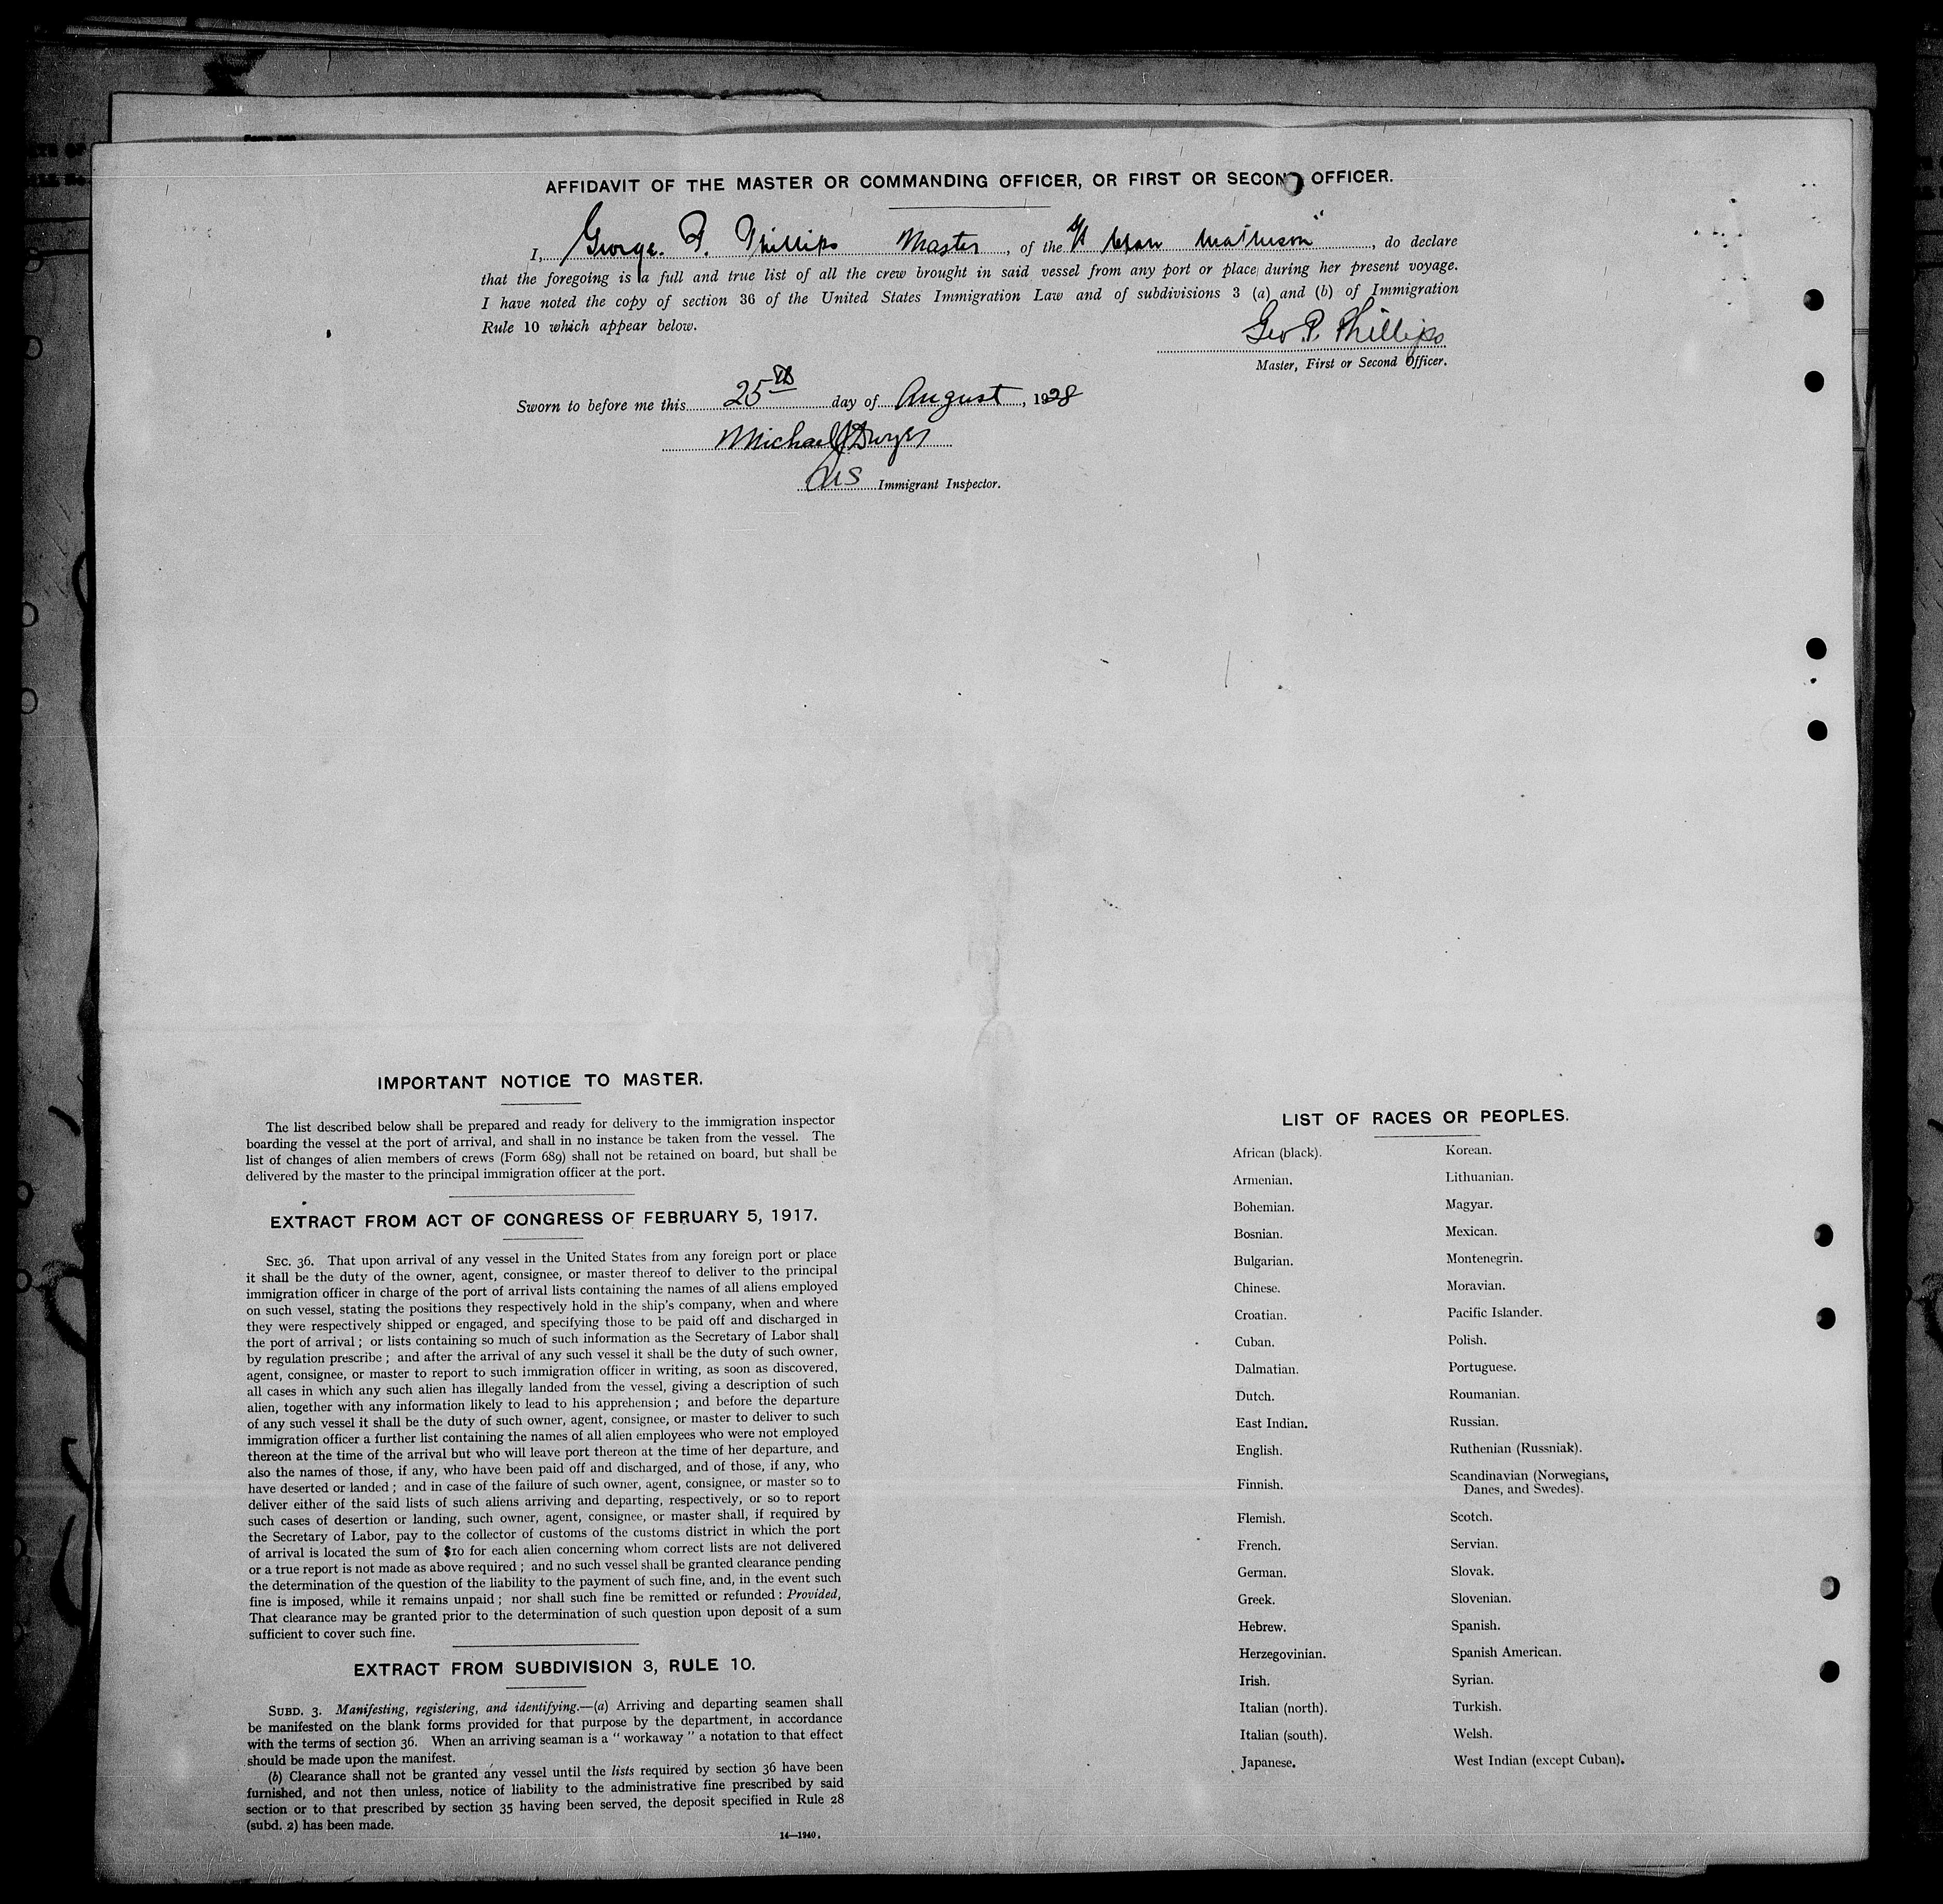 AFFIDAVIT OF THE MASTER OR COMMANDING OFFICER, OR FIRST OR SECOND OFFICER.
I, George. P. Phillips Master, of the S/S Clan Matheson", do declare
that the foregoing is a full and true list of all the crew brought in said vessel from any port or place during her present voyage.
I have noted the copy of section 36 of the United States Immigration Law and of subdivisions 3 (a) and (b) of Immigration
Rule 10 which appear below.
Geo. P. Phillips
Master, First or Second Officer.
Sworn to before me this 25th day of August, 1928
Michael J Dwyer
Immigrant Inspector.
IMPORTANT NOTICE TO MASTER.
The list described below shall be prepared and ready for delivery to the immigration inspector
boarding the vessel at the port of arrival, and shall in no instance be taken from the vessel. The
list of changes of alien members of crews (Form 689) shall not be retained on board, but shall be
delivered by the master to the principal immigration officer at the port.
EXTRACT FROM ACT OF CONGRESS OF FEBRUARY 5, 1917.
SEC. 36. That upon arrival of any vessel in the United States from any foreign port or place
it shall be the duty of the owner, agent, consignee, or master thereof to deliver to the principal
immigration officer in charge of the port of arrival lists containing the names of all aliens employed
on such vessel, stating the positions they respectively hold in the ship's company, when and where
they were respectively shipped or engaged, and specifying those to be paid off and discharged in
the port of arrival; or lists containing so much of such information as the Secretary of Labor shall
by regulation prescribe; and after the arrival of any such vessel it shall be the duty of such owner,
agent, consignee, or master to report to such immigration officer in writing, as soon as discovered,
all cases in which any such alien has illegally landed from the vessel, giving a description of such
alien, together with any information likely to lead to his apprehension; and before the departure
of any such vessel it shall be the duty of such owner, agent, consignee, or master to deliver to such
immigration officer a further list containing the names of all alien employees who were not employed
thereon at the time of the arrival but who will leave port thereon at the time of her departure, and
also the names of those, if any, who have been paid off and discharged, and of those, if any, who
have deserted or landed; and in case of the failure of such owner, agent, consignee, or master so to
deliver either of the said lists of such aliens arriving and departing, respectively, or so to report
such cases of desertion or landing, such owner, agent, consignee, or master shall, if required by
the Secretary of Labor, pay to the collector of customs of the customs district in which the port
of arrival is located the sum of $10 for each alien concerning whom correct lists are not delivered
or a true report is not made as above required; and no such vessel shall be granted clearance pending
the determination of the question of the liability to the payment of such fine, and, in the event such
fine is imposed, while it remains unpaid; nor shall such fine be remitted or refunded: Provided,
That clearance may be granted prior to the determination of such question upon deposit of a sum
sufficient to cover such fine.
EXTRACT FROM SUBDIVISION 3, RULE 10.
SUBD. 3. Manifesting, registering, and identifying.—(a) Arriving and departing seamen shall
be manifested on the blank forms provided for that purpose by the department, in accordance
with the terms of section 36. When an arriving seaman is a "workaway" a notation to that effect
should be made upon the manifest.
(b) Clearance shall not be granted any vessel until the lists required by section 36 have been
furnished, and not then unless, notice of liability to the administrative fine prescribed by said
section or to that prescribed by section 35 having been served, the deposit specified in Rule 28
(subd. 2) has been made.
14—1940.
LIST OF RACES OR PEOPLES.
African (black).
Armenian.
Bohemian.
Bosnian.
Bulgarian.
Chinese.
Croatian.
Cuban.
Dalmatian.
Dutch.
East Indian.
English.
Finnish.
Flemish.
French.
German.
Greek.
Hebrew.
Herzegovinian.
Irish.
Italian (north).
Italian (south).
Japanese.
Korean.
Lithuanian.
Magyar.
Mexican.
Montenegrin.
Moravian.
Pacific Islander.
Polish.
Portuguese.
Roumanian.
Russian.
Ruthenian (Russniak).
Scandinavian (Norwegians,
Danes, and Swedes).
Scotch.
Servian.
Slovak.
Slovenian.
Spanish.
Spanish American.
Syrian.
Turkish.
Welsh.
West Indian (except Cuban).